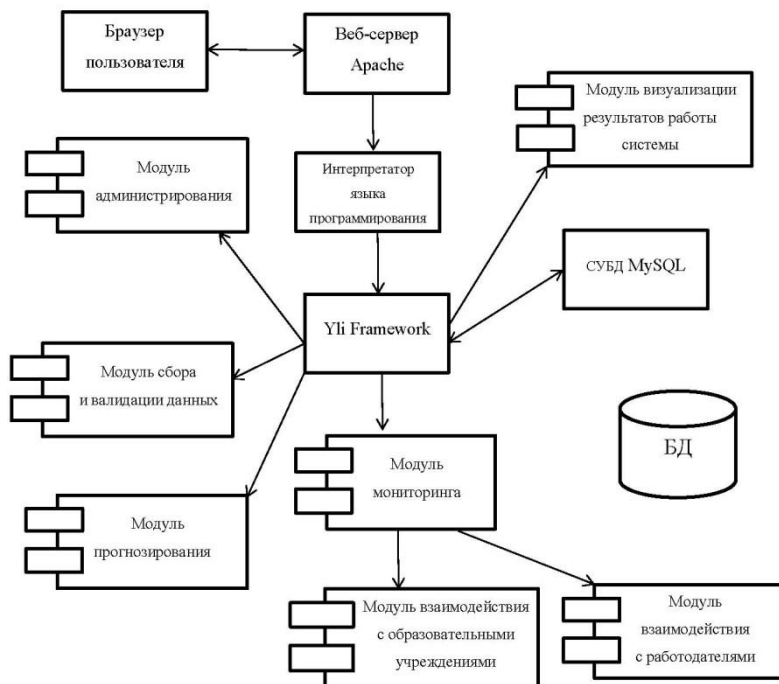 Браузер
пользователя
Веб-сервер
Apache
Модуль визуализации
результатов работы
системы
Модуль
администрирования
Интерпретатор
языка
программирования
СУБД MySQL
Yli Framework
Модуль сбора
и валидации данных
БД
Модуль
мониторинга
Модуль
прогнозирования
Модуль взаимодействия
с образовательными
учреждениями
Модуль
взаимодействия
с работодателями